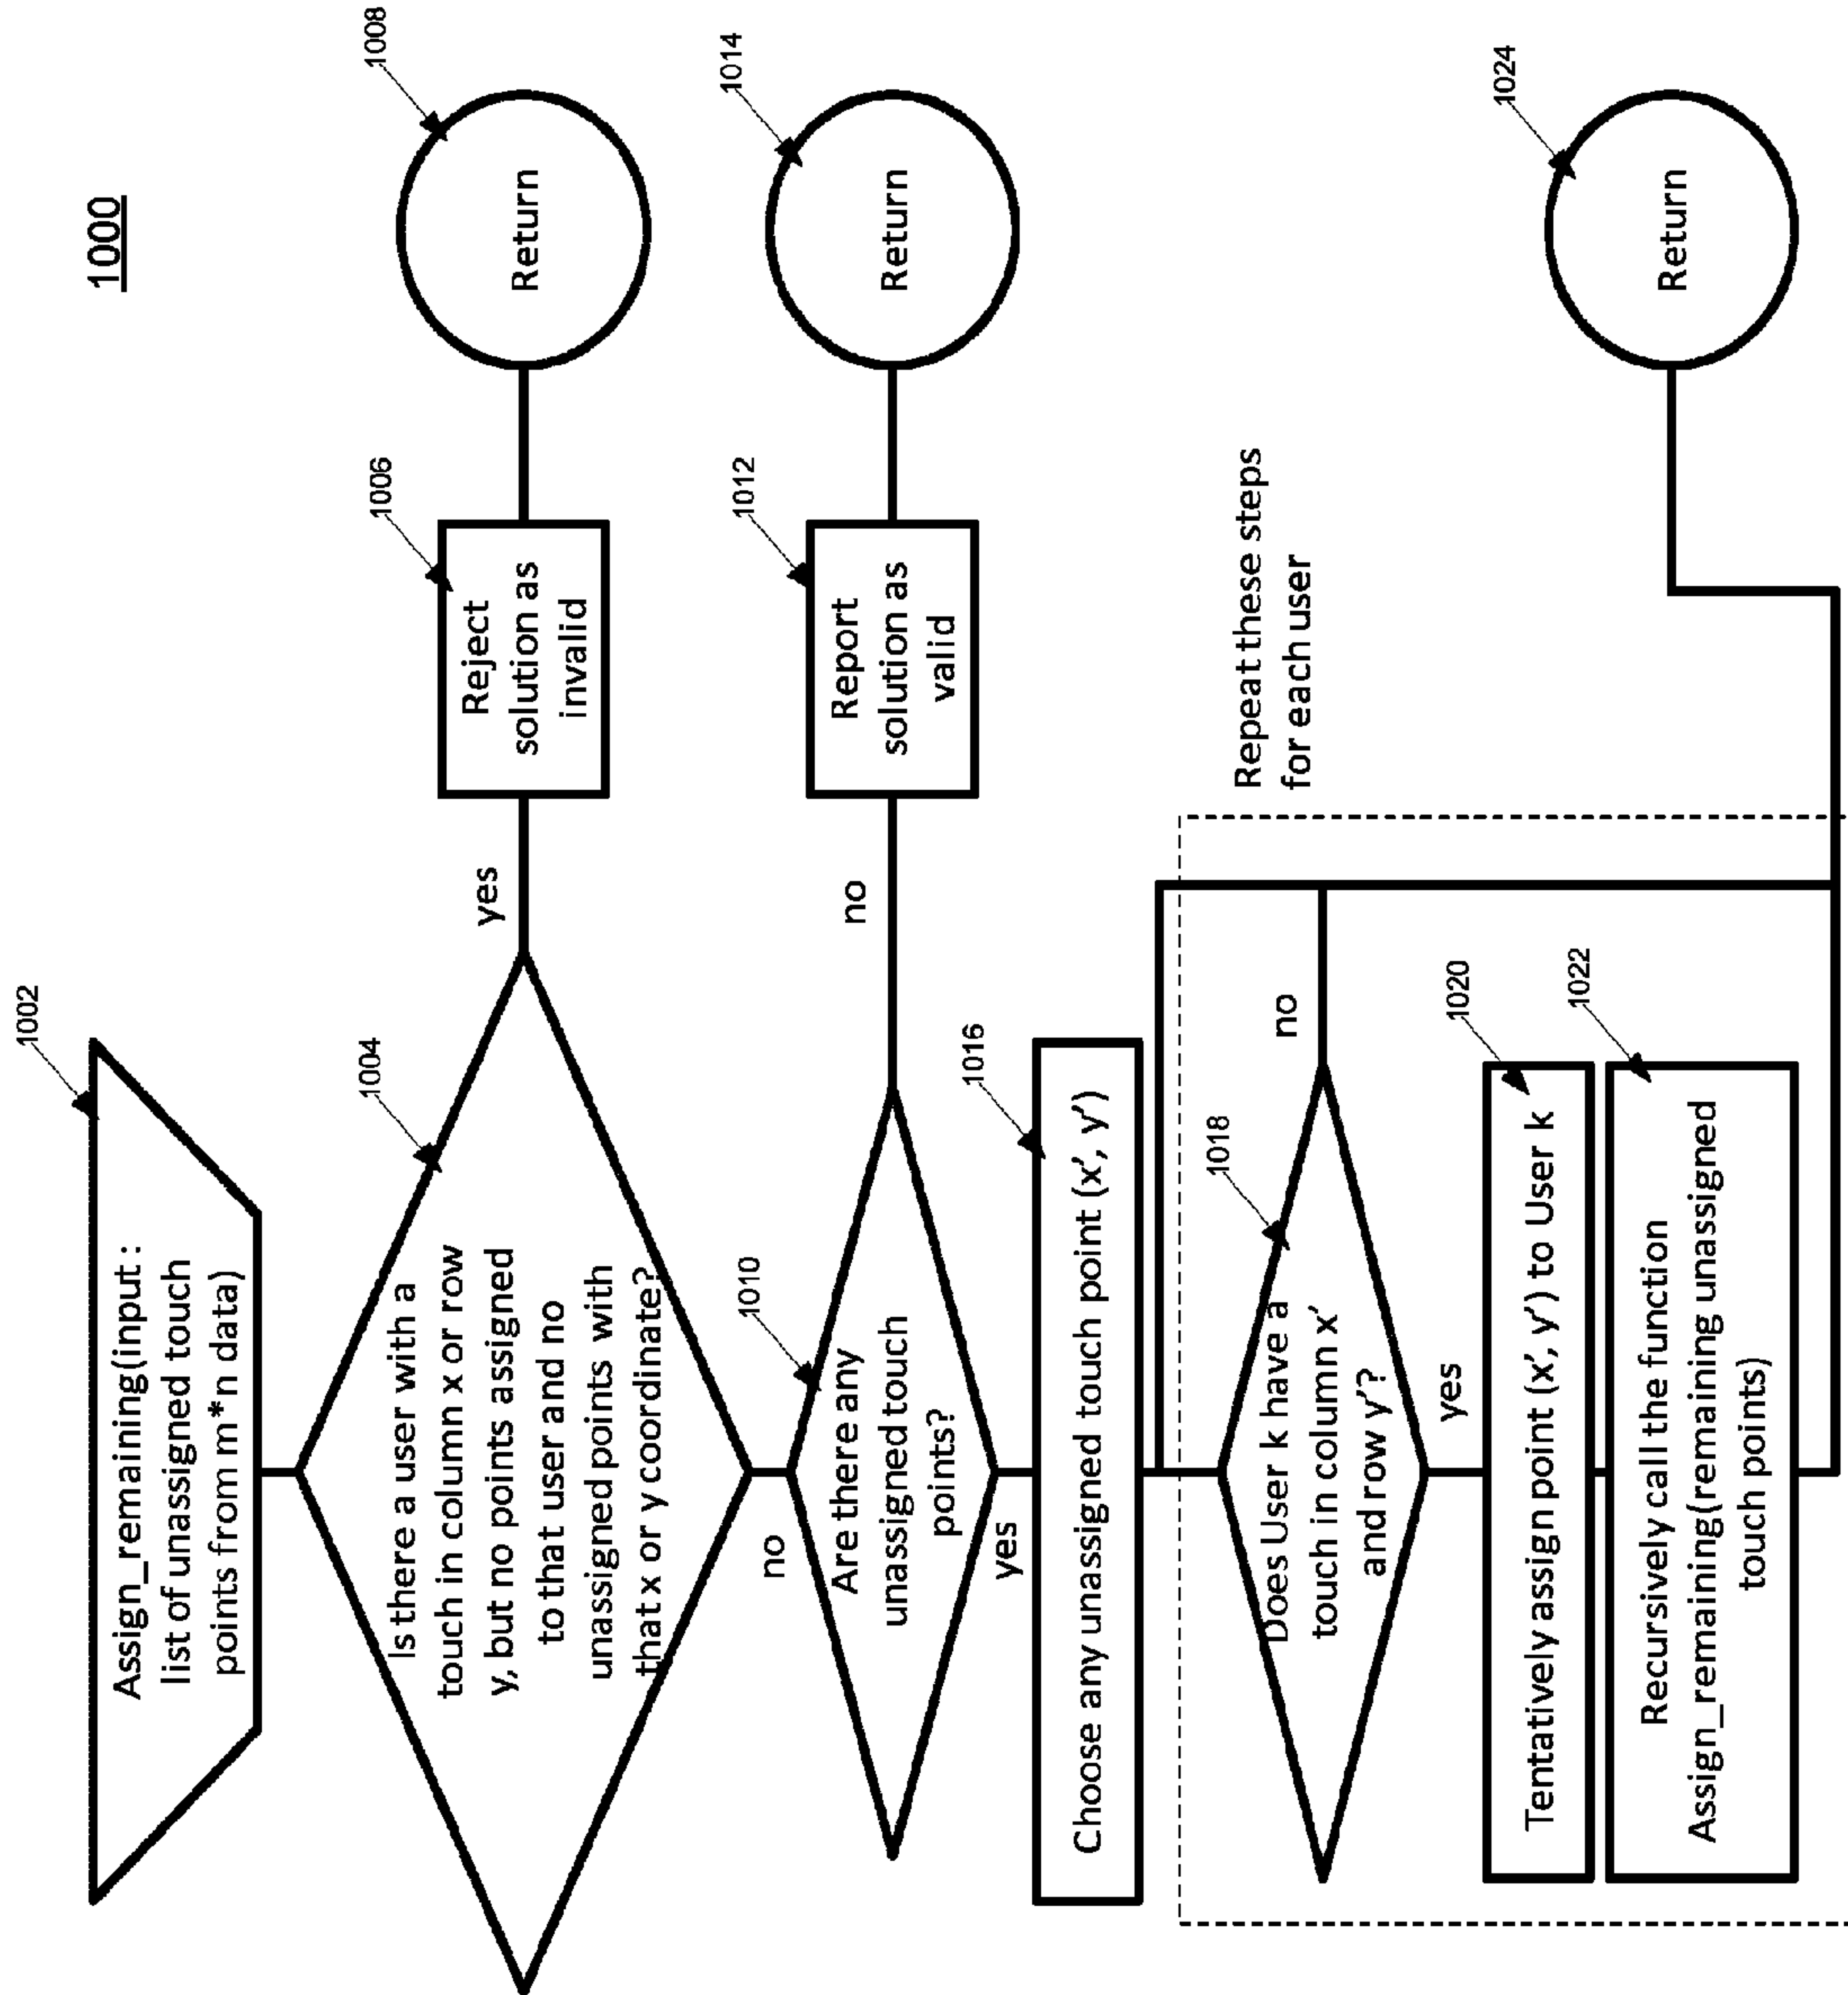 1000
1002
Assign_remaining(input:
list of unassigned touch
points from m*n data)
1004
Is there a user with a
touch in column x or row
y, but no points assigned
to that user and no
unassigned points with
that x or y coordinate?
yes
1006
Reject
solution as
invalid
1008
Return
no
1010
Are there any
unassigned touch
points?
no
1012
Report
solution as
valid
1014
Return
yes
1016
Choose any unassigned touch point (x', y')
Repeat these steps
for each user
1018
Does User k have a
touch in column x'
and row y'?
no
yes
1020
Tentatively assign point (x', y') to User k
1022
Recursively call the function
Assign_remaining(remaining unassigned
touch points)
1024
Return